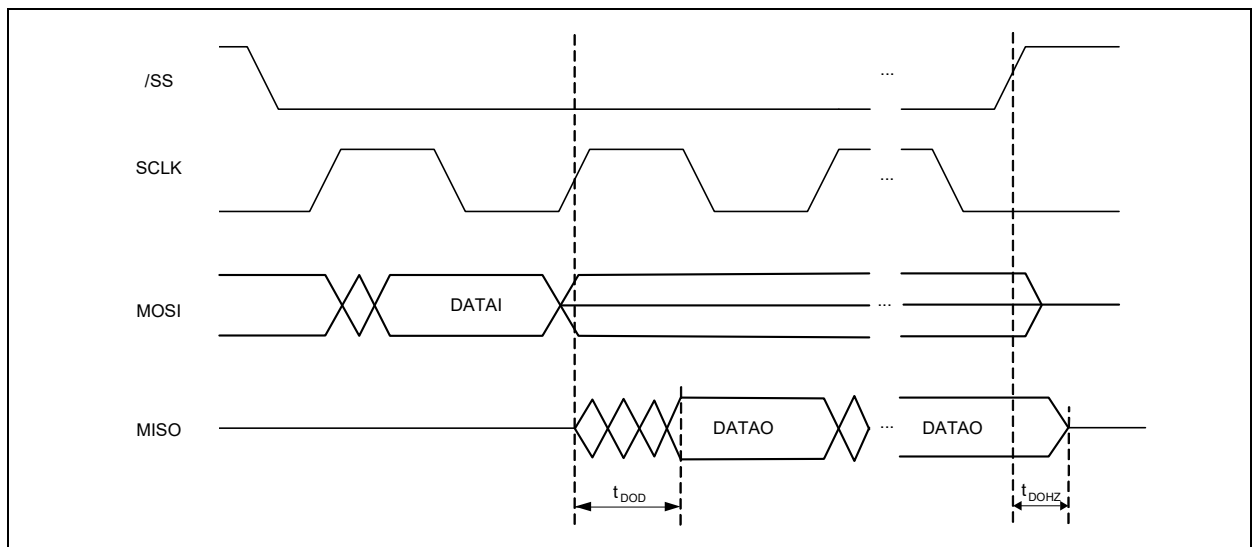 /SS ...
SCLK ...
MOSI DATAI ...
MISO DATAO ... DATAO
tDOD tDOHZ